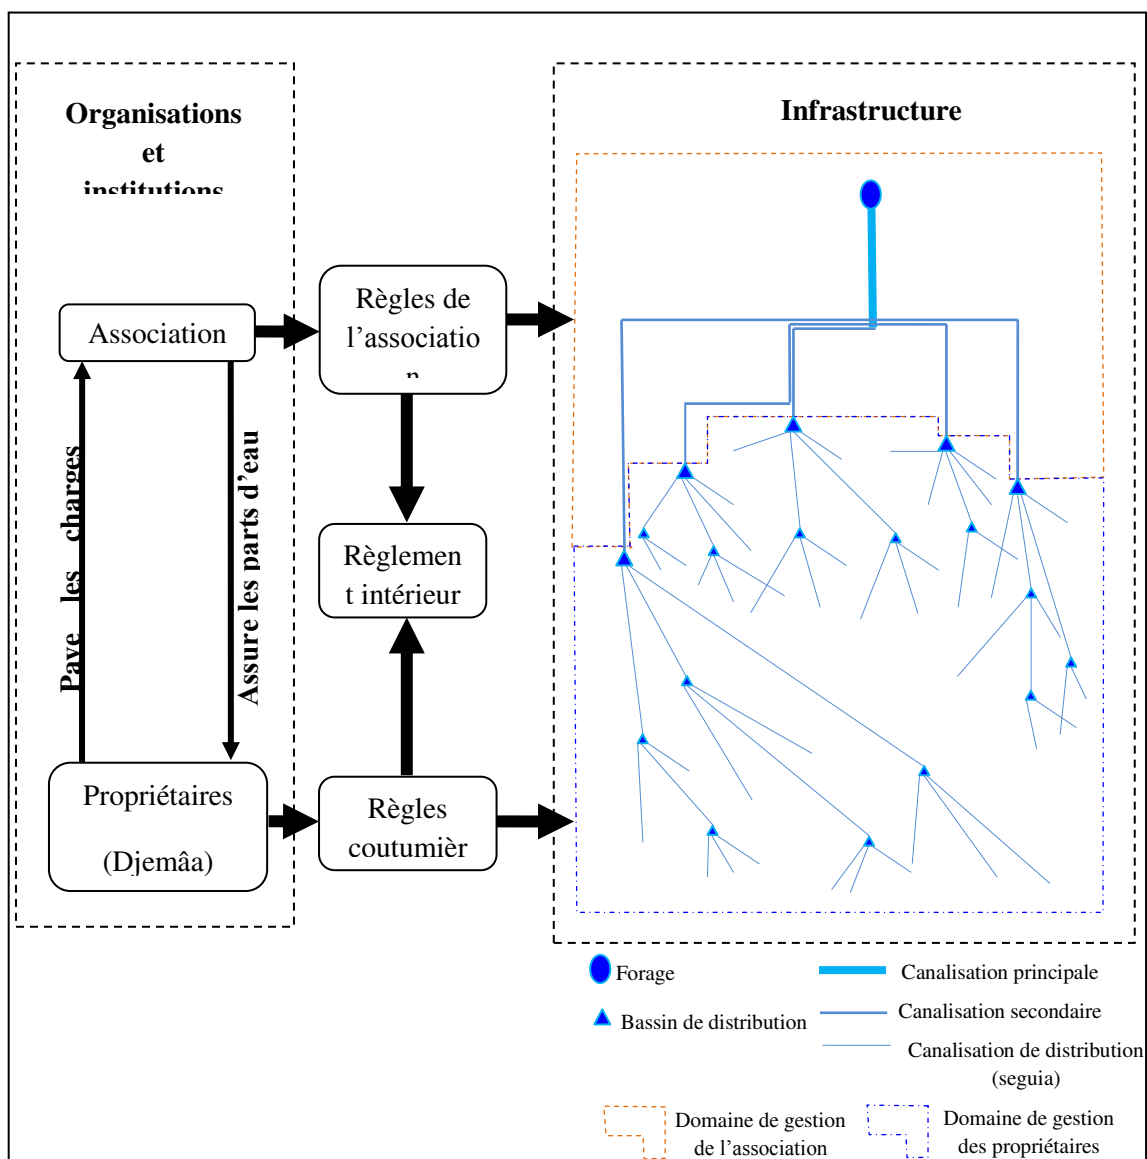 Organisations
et
institutions
Infrastructure
Association
Règles de
l’associatio
n
Paye les charges
Assure les parts d’eau
Règlemen
t intérieur
Propriétaires
(Djemâa)
Règles
coutumièr
Forage
Canalisation principale
Bassin de distribution
Canalisation secondaire
Canalisation de distribution
(seguia)
Domaine de gestion
de l’association
Domaine de gestion
des propriétaires